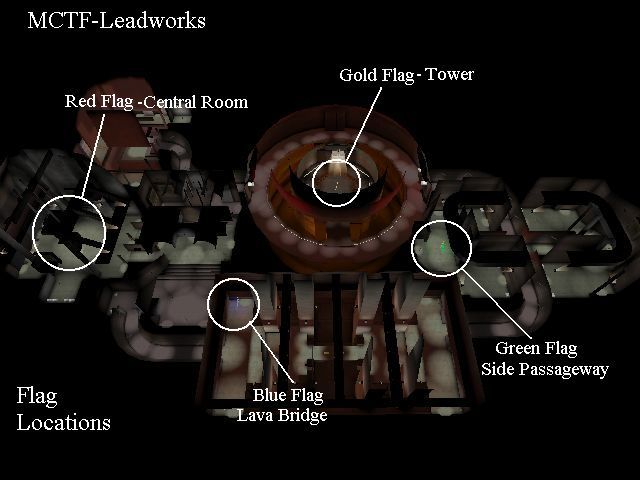 MCTF-Leadworks
Gold Flag - Tower
Red Flag - Central Room
Green Flag
Side Passageway
Blue Flag
Lava Bridge
Flag
Locations